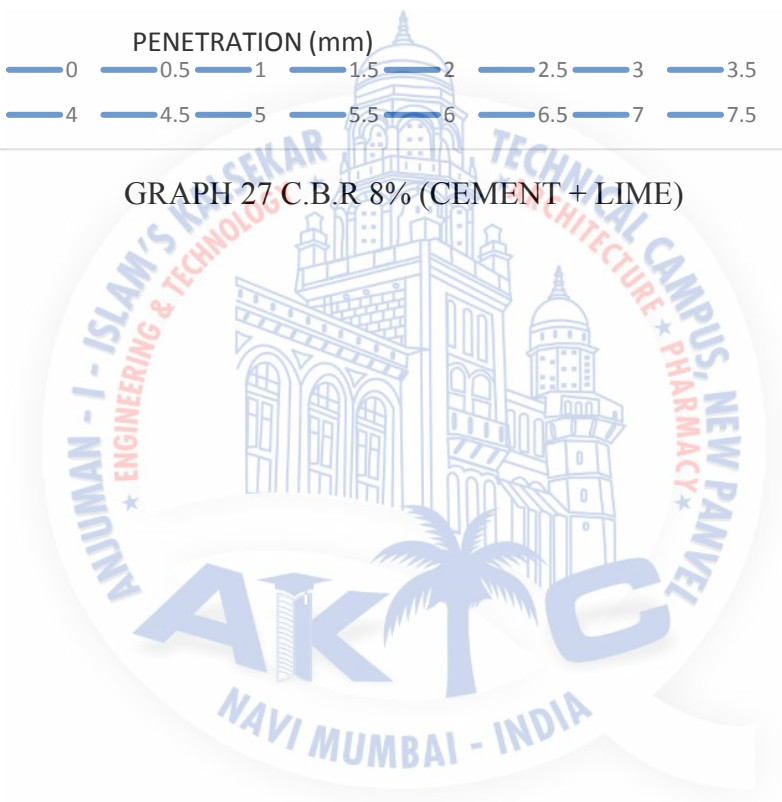 PENETRATION (mm)
0 0.5 1 1.5 2 2.5 3 3.5
4 4.5 5 5.5 6 6.5 7 7.5
GRAPH 27 C.B.R 8% (CEMENT + LIME)
ANJUMAN - I - ISLAM'S KALSEKAR TECHNICAL CAMPUS, NEW PANVEL
★ ENGINEERING & TECHNOLOGY ★ ARCHITECTURE ★ PHARMACY ★
AKTC
NAVI MUMBAI - INDIA